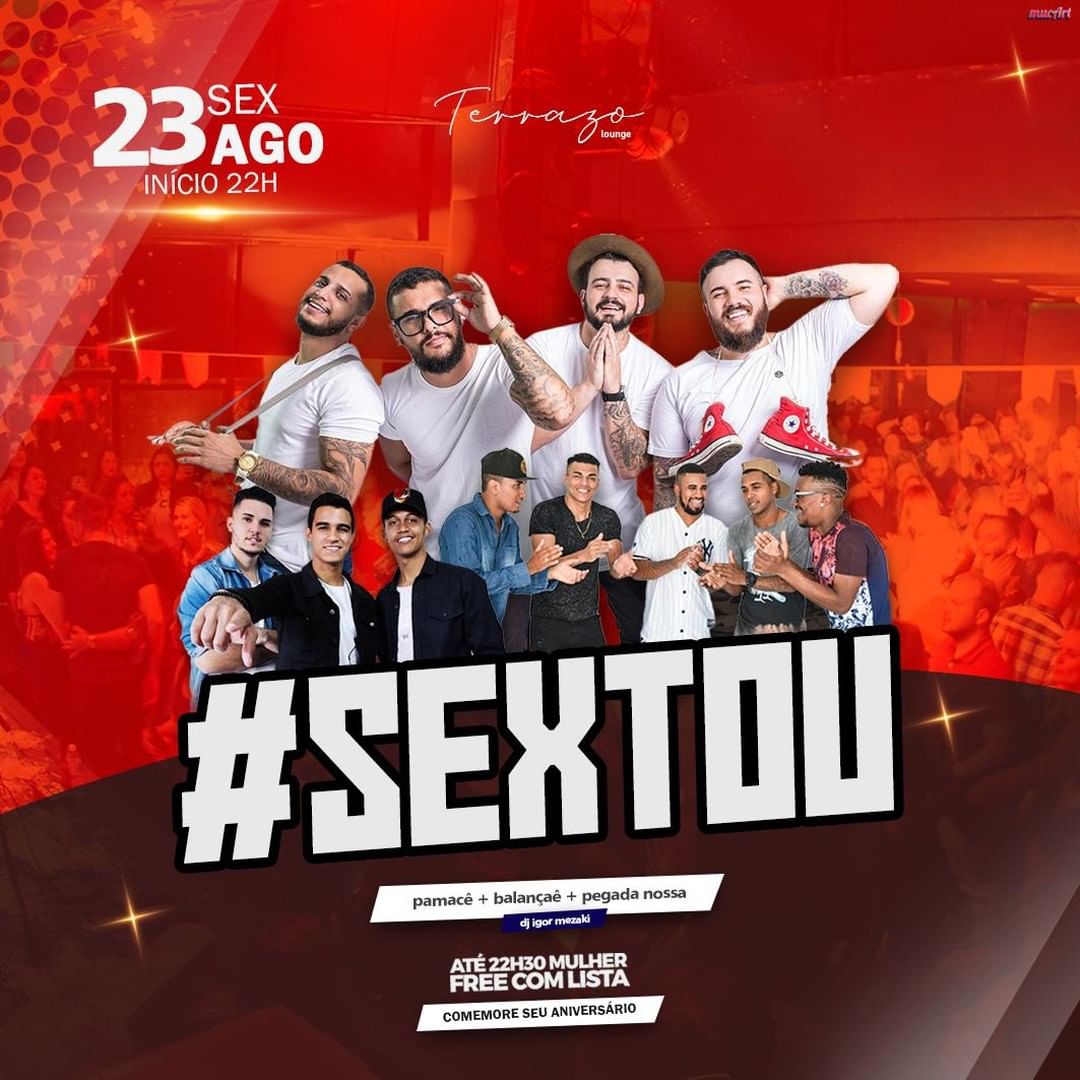 mucArt
23 SEX
AGO
INÍCIO 22H
Terrazo
lounge
#SEXTOU
pamacê + balançaê + pegada nossa
dj igor mezaki
ATÉ 22H30 MULHER
FREE COM LISTA
COMEMORE SEU ANIVERSÁRIO